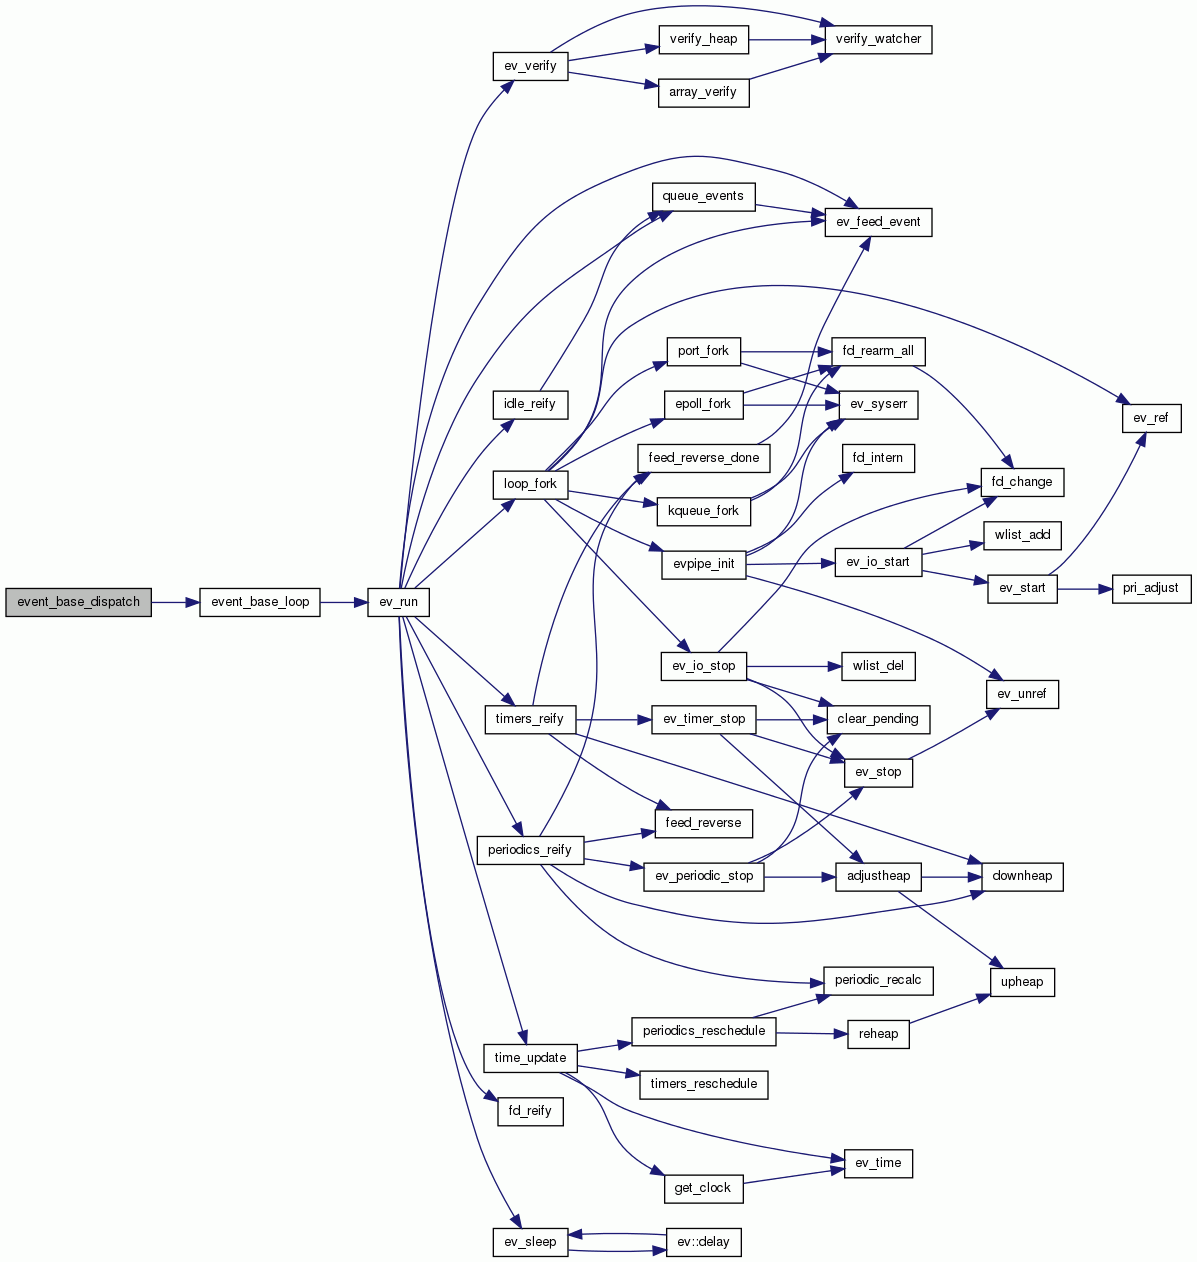 verify_heap
verify_watcher
ev_verify
array_verify
queue_events
ev_feed_event
port_fork
fd_rearm_all
idle_reify
epoll_fork
ev_syserr
ev_ref
feed_reverse_done
fd_intern
loop_fork
fd_change
kqueue_fork
wlist_add
evpipe_init
ev_io_start
ev_start
pri_adjust
event_base_dispatch
event_base_loop
ev_run
ev_io_stop
wlist_del
ev_unref
timers_reify
ev_timer_stop
clear_pending
ev_stop
feed_reverse
periodics_reify
ev_periodic_stop
adjustheap
downheap
periodic_recalc
upheap
periodics_reschedule
reheap
time_update
timers_reschedule
fd_reify
ev_time
get_clock
ev_sleep
ev::delay